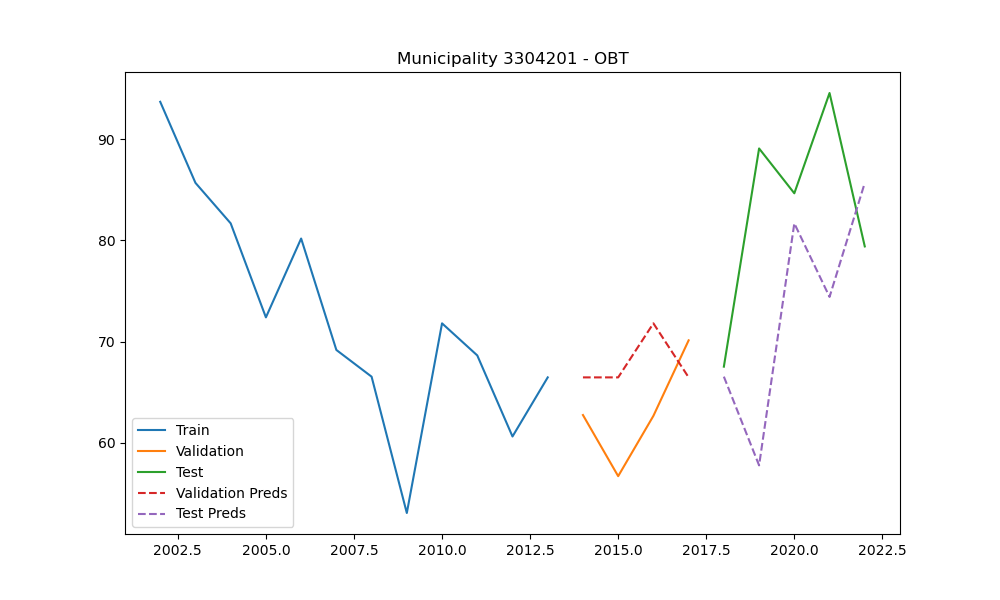 Municipality 3304201 - OBT
90
80
70
60
Train
Validation
Test
Validation Preds
Test Preds
2002.5 2005.0 2007.5 2010.0 2012.5 2015.0 2017.5 2020.0 2022.5